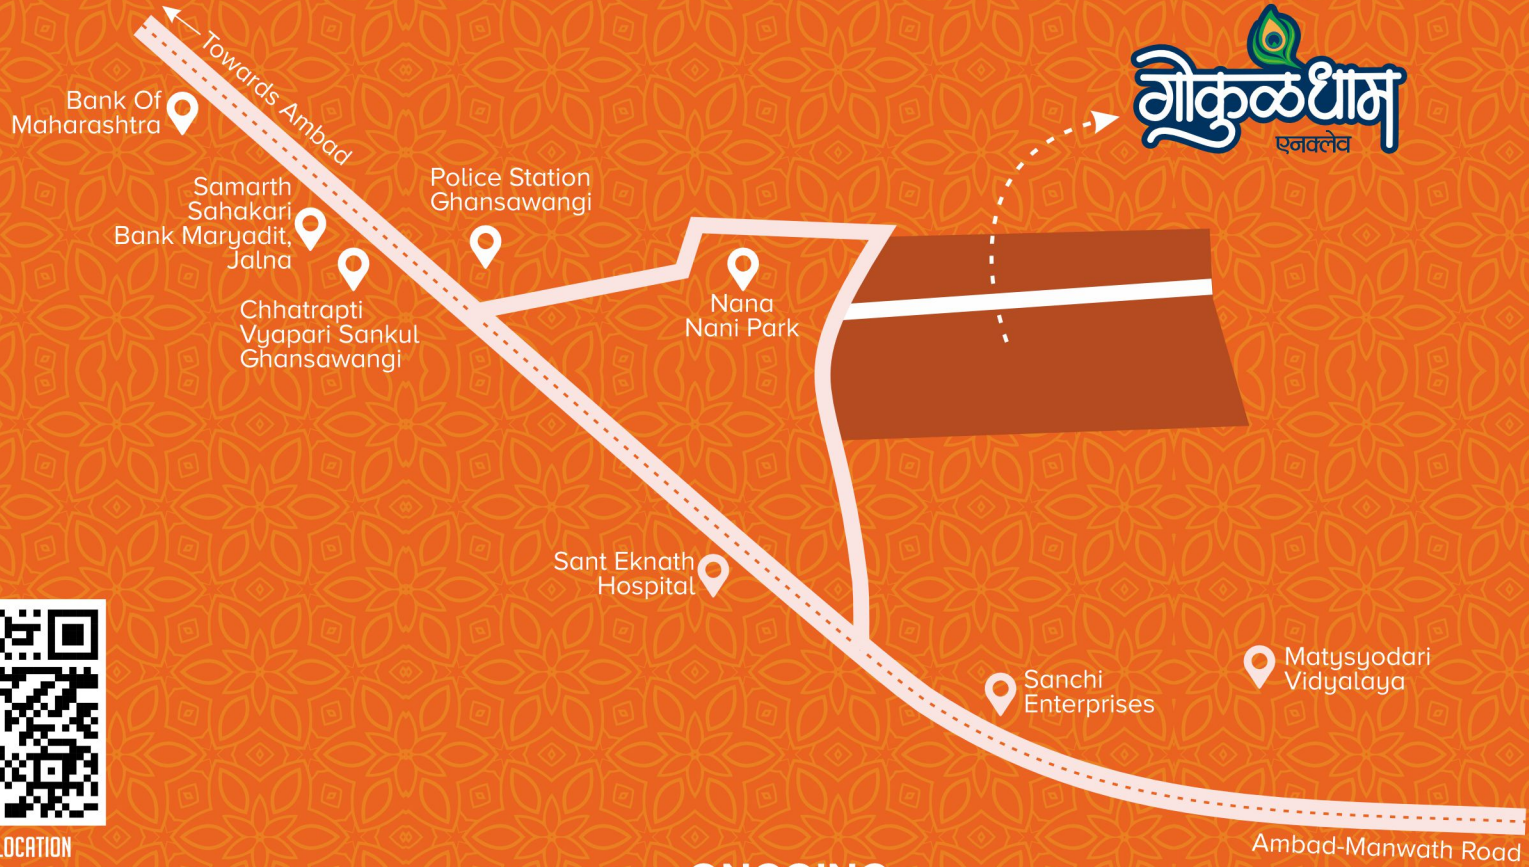 Towards Ambad
Bank Of
Maharashtra
गोकुळधाम
एनक्लेव
Samarth
Sahakari
Bank Maryadit,
Jalna
Police Station
Ghansawangi
Chhatrapti
Vyapari Sankul
Ghansawangi
Nana
Nani Park
Sant Eknath
Hospital
Sanchi
Enterprises
Matysyodari
Vidyalaya
LOCATION
Ambad-Manwath Road
ONGOING